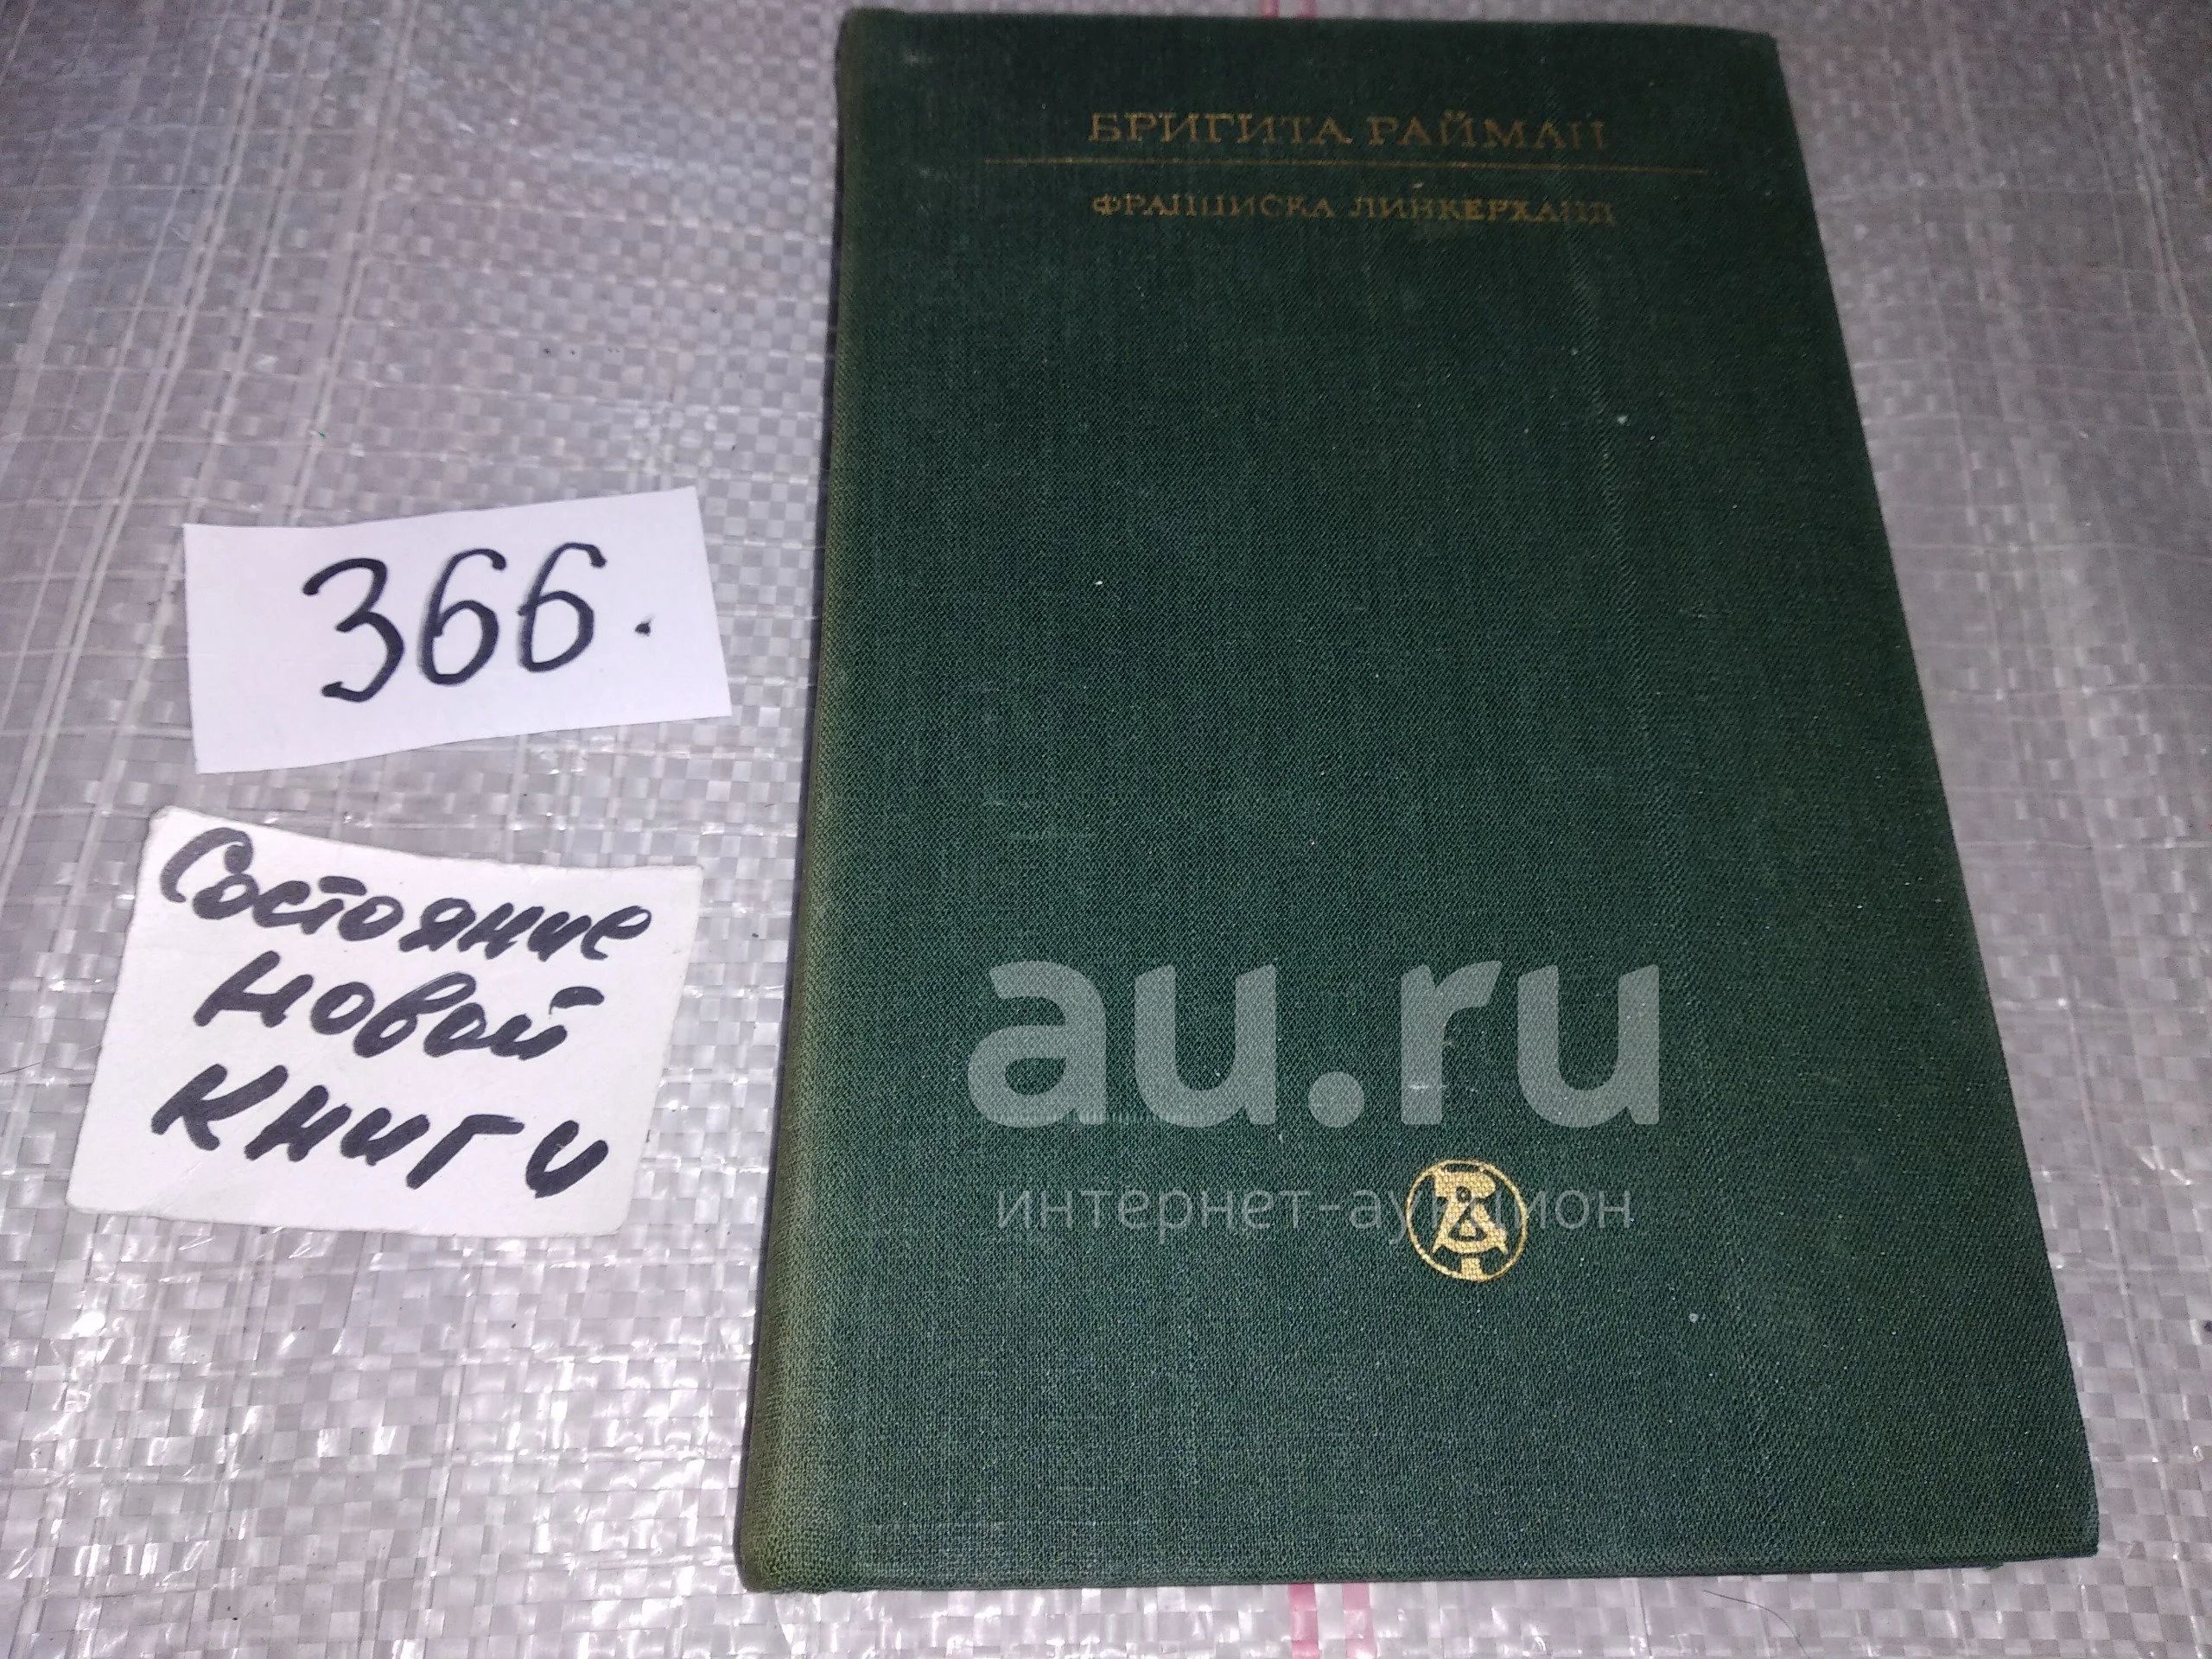 БРИГИТА РАЙМАН
ФРАНЦИСКА ЛИНКЕРХАНД
366.
Состояние
новой
книги
au.ru
интернет-аукцион